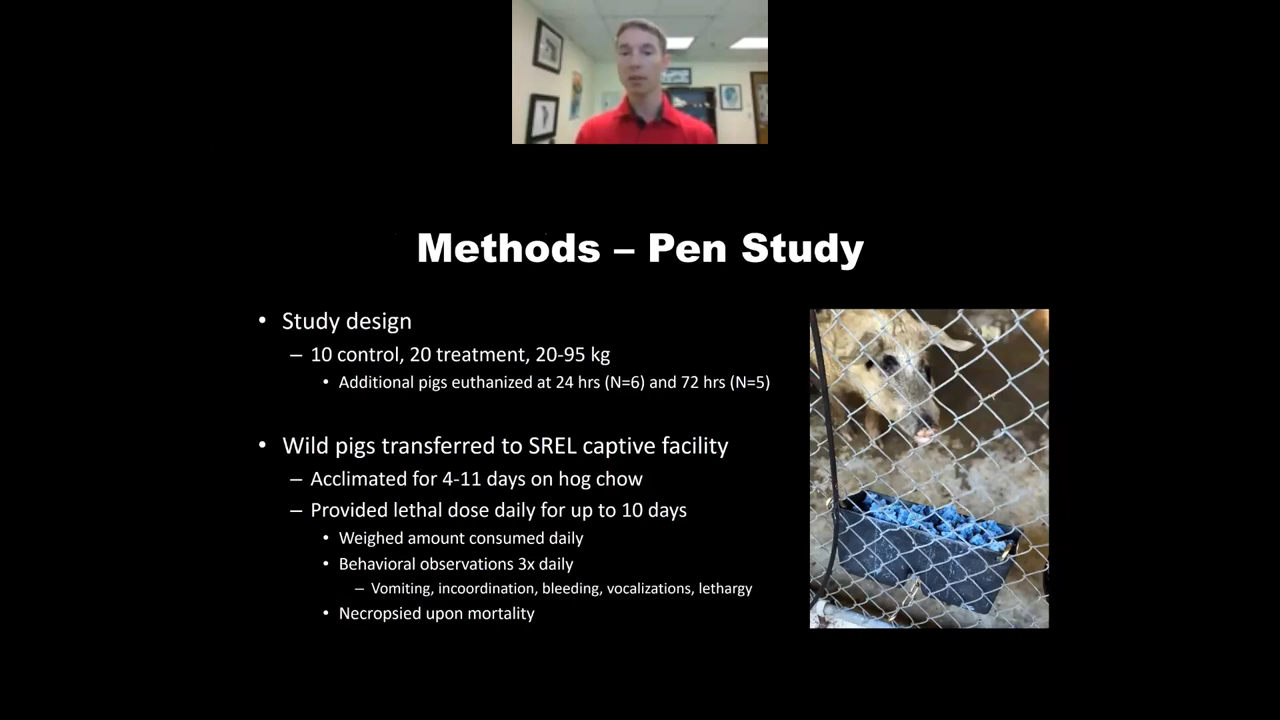 Methods – Pen Study
• Study design
– 10 control, 20 treatment, 20-95 kg
• Additional pigs euthanized at 24 hrs (N=6) and 72 hrs (N=5)
• Wild pigs transferred to SREL captive facility
– Acclimated for 4-11 days on hog chow
– Provided lethal dose daily for up to 10 days
• Weighed amount consumed daily
• Behavioral observations 3x daily
– Vomiting, incoordination, bleeding, vocalizations, lethargy
• Necropsied upon mortality